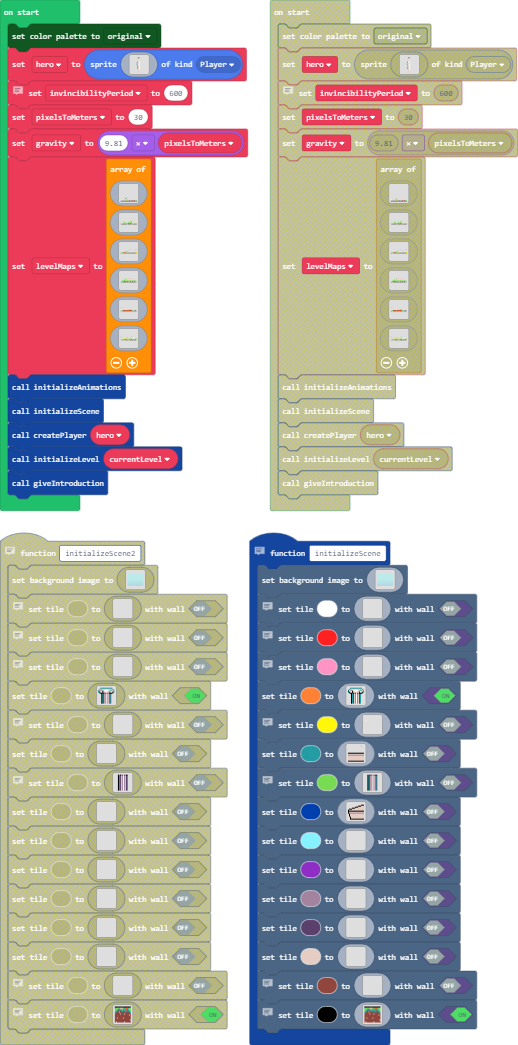 on start
set color palette to original
set hero to sprite of kind Player
set invincibilityPeriod to 600
set pixelsToMeters to 30
set gravity to 9.81 × pixelsToMeters
set levelMaps to array of
call initializeAnimations
call initializeScene
call createPlayer hero
call initializeLevel currentLevel
call giveIntroduction
on start
set color palette to original
set hero to sprite of kind Player
set invincibilityPeriod to 600
set pixelsToMeters to 30
set gravity to 9.81 × pixelsToMeters
set levelMaps to array of
call initializeAnimations
call initializeScene
call createPlayer hero
call initializeLevel currentLevel
call giveIntroduction
function initializeScene2
set background image to
set tile to with wall OFF
set tile to with wall OFF
set tile to with wall OFF
set tile to with wall ON
set tile to with wall OFF
set tile to with wall OFF
set tile to with wall OFF
set tile to with wall OFF
set tile to with wall OFF
set tile to with wall OFF
set tile to with wall OFF
set tile to with wall OFF
set tile to with wall OFF
set tile to with wall OFF
set tile to with wall ON
function initializeScene
set background image to
set tile to with wall OFF
set tile to with wall OFF
set tile to with wall OFF
set tile to with wall ON
set tile to with wall OFF
set tile to with wall OFF
set tile to with wall OFF
set tile to with wall OFF
set tile to with wall OFF
set tile to with wall OFF
set tile to with wall OFF
set tile to with wall OFF
set tile to with wall OFF
set tile to with wall OFF
set tile to with wall ON